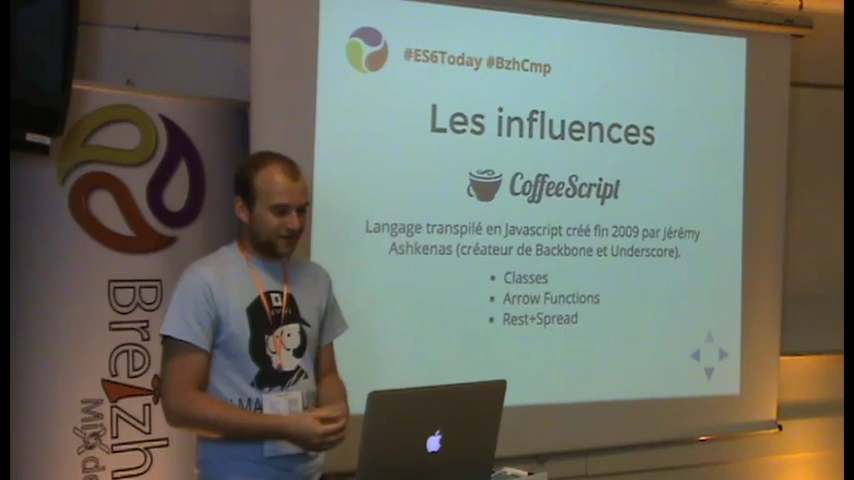 #ES6Today #BzhCmp
Les influences
CoffeeScript
Langage transpilé en Javascript créé fin 2009 par Jérémy
Ashkenas (créateur de Backbone et Underscore).
• Classes
• Arrow Functions
• Rest+Spread
Breizh